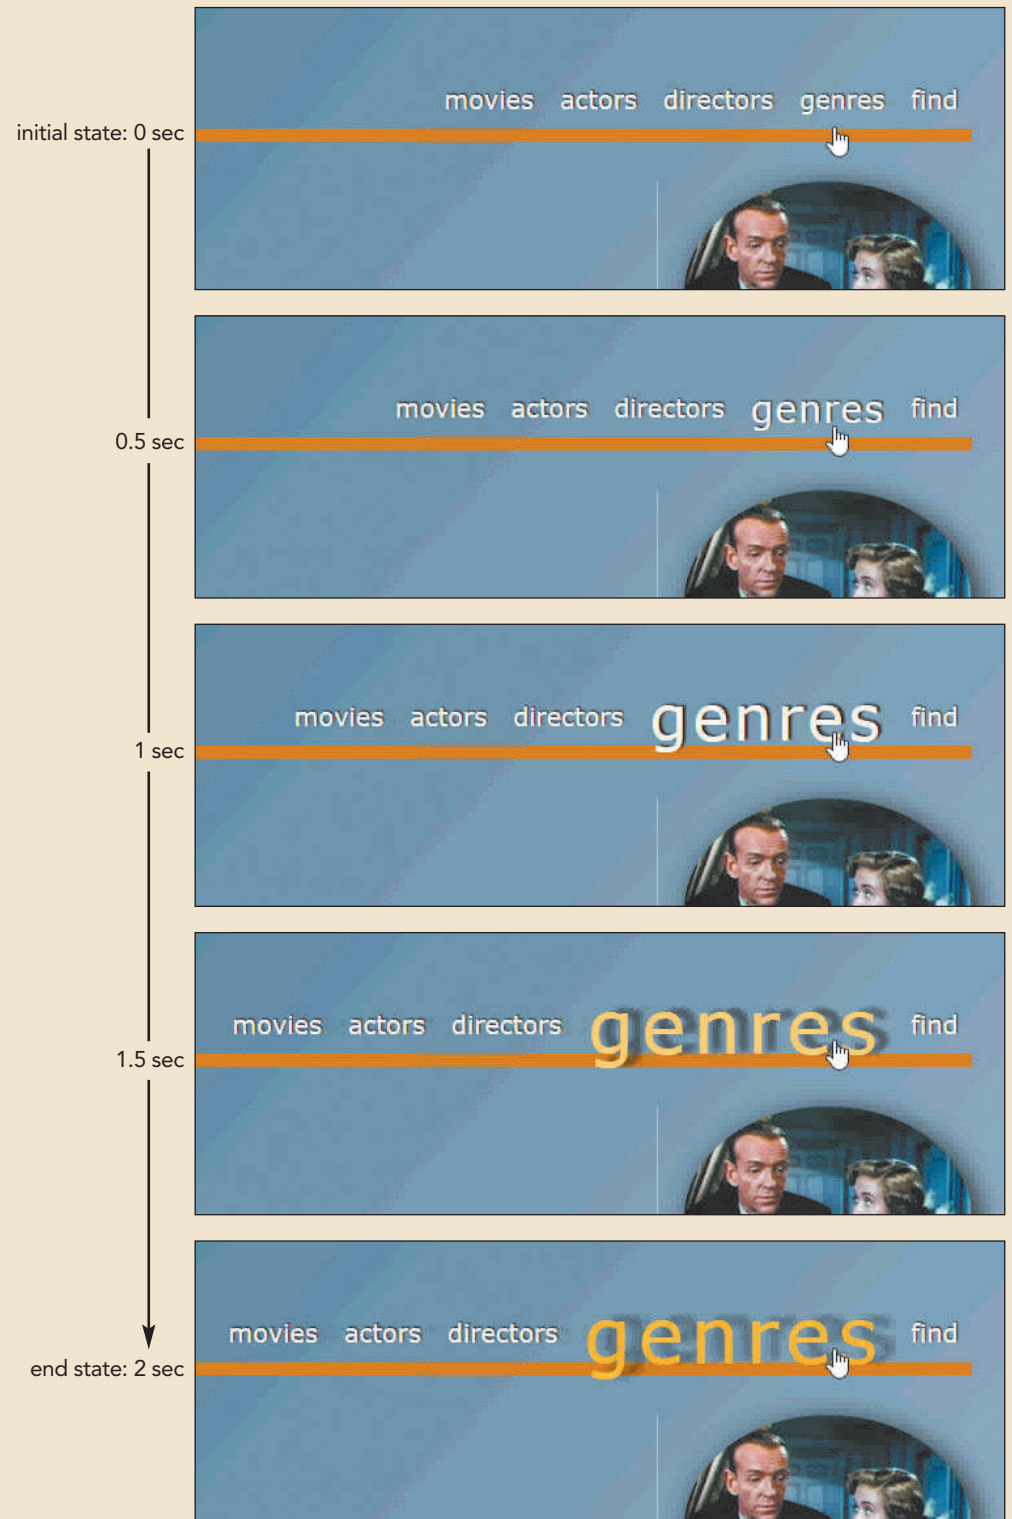 movies actors directors genres find
initial state: 0 sec
movies actors directors genres find
0.5 sec
movies actors directors genres find
1 sec
movies actors directors genres find
1.5 sec
movies actors directors genres find
end state: 2 sec